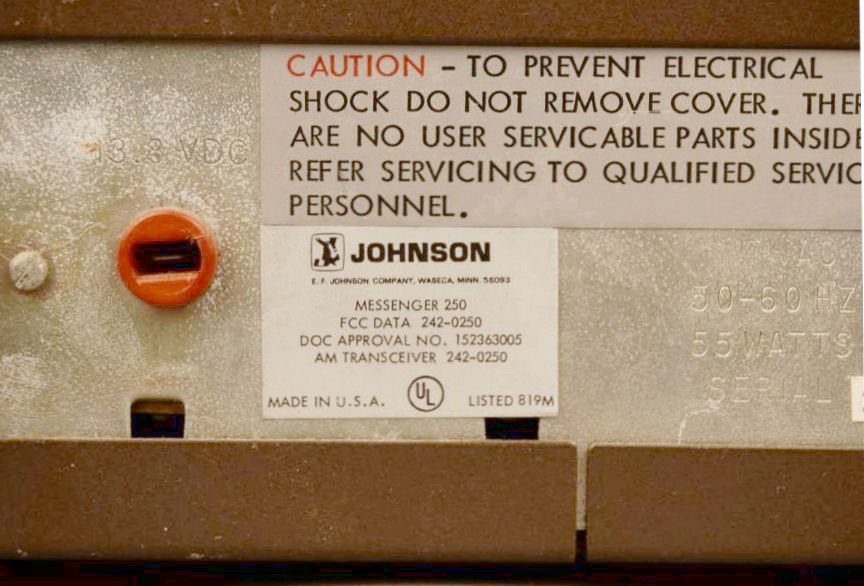 CAUTION - TO PREVENT ELECTRICAL
SHOCK DO NOT REMOVE COVER. THER
ARE NO USER SERVICABLE PARTS INSIDE
REFER SERVICING TO QUALIFIED SERVIC
PERSONNEL.
13.8 VDC
JOHNSON
E. F. JOHNSON COMPANY, WASECA, MINN. 56093
MESSENGER 250
FCC DATA 242-0250
DOC APPROVAL NO. 152363005
AM TRANSCEIVER 242-0250
UL
MADE IN U.S.A. LISTED 819M
AC
50-60 HZ
55 WATTS
SERIAL